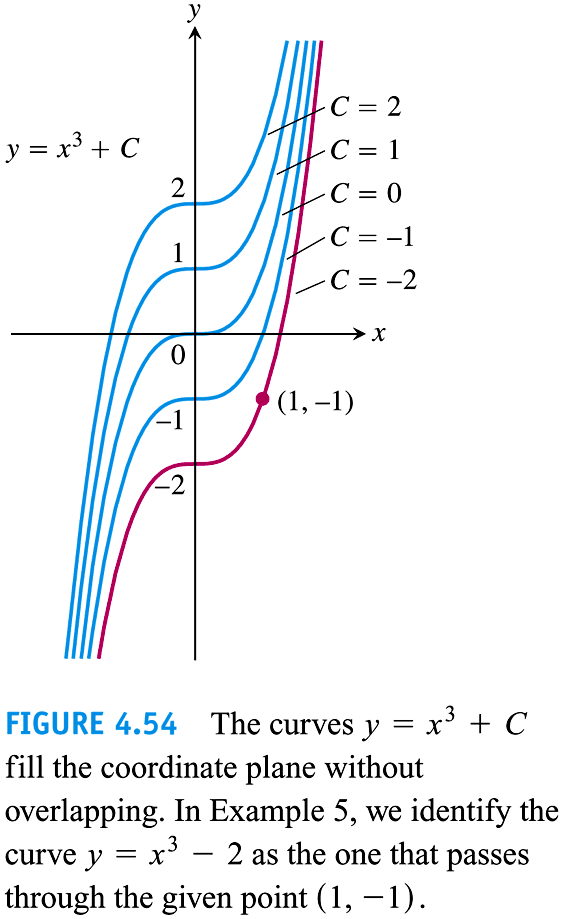 y
y = x³ + C
C = 2
C = 1
C = 0
C = –1
C = –2
2
1
x
0
(1, –1)
–1
–2
FIGURE 4.54 The curves y = x³ + C
fill the coordinate plane without
overlapping. In Example 5, we identify the
curve y = x³ − 2 as the one that passes
through the given point (1, −1).